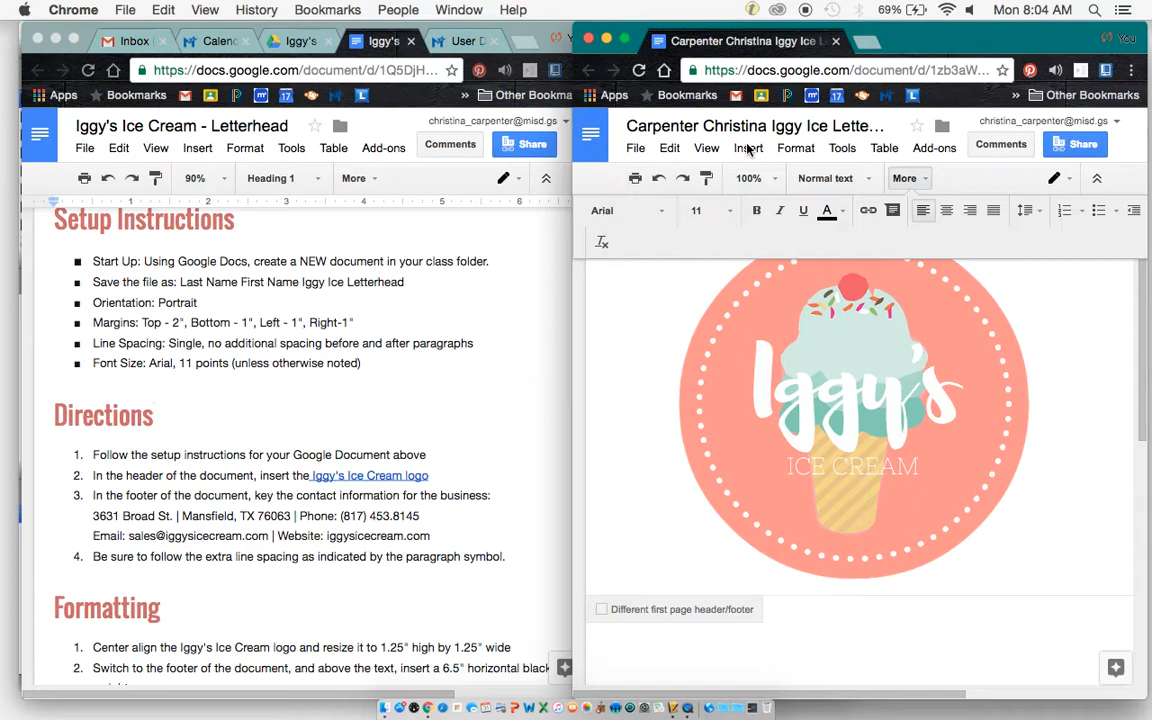 Chrome File Edit View History Bookmarks People Window Help 69% Mon 8:04 AM
Inbox Calend Iggy's Iggy's User D
Carpenter Christina Iggy Ice L You
https://docs.google.com/document/d/1Q5DjH...
https://docs.google.com/document/d/1zb3aW...
Apps Bookmarks » Other Bookma
Apps Bookmarks » Other Bookmarks
christina_carpenter@misd.gs
christina_carpenter@misd.gs
Iggy's Ice Cream - Letterhead
File Edit View Insert Format Tools Table Add-ons Comments Share
Carpenter Christina Iggy Ice Lette...
File Edit View Insert Format Tools Table Add-ons Comments Share
90% Heading 1 More
100% Normal text More
Arial 11 B I U A
1 2 3 4 5 6
Setup Instructions
■ Start Up: Using Google Docs, create a NEW document in your class folder.
■ Save the file as: Last Name First Name Iggy Ice Letterhead
■ Orientation: Portrait
■ Margins: Top - 2", Bottom - 1", Left - 1", Right-1"
■ Line Spacing: Single, no additional spacing before and after paragraphs
■ Font Size: Arial, 11 points (unless otherwise noted)
Directions
1. Follow the setup instructions for your Google Document above
2. In the header of the document, insert the Iggy's Ice Cream logo
3. In the footer of the document, key the contact information for the business:
3631 Broad St. | Mansfield, TX 76063 | Phone: (817) 453.8145
Email: sales@iggysicecream.com | Website: iggysicecream.com
4. Be sure to follow the extra line spacing as indicated by the paragraph symbol.
Formatting
1. Center align the Iggy's Ice Cream logo and resize it to 1.25" high by 1.25" wide
2. Switch to the footer of the document, and above the text, insert a 6.5" horizontal black
Iggy's
ICE CREAM
Different first page header/footer